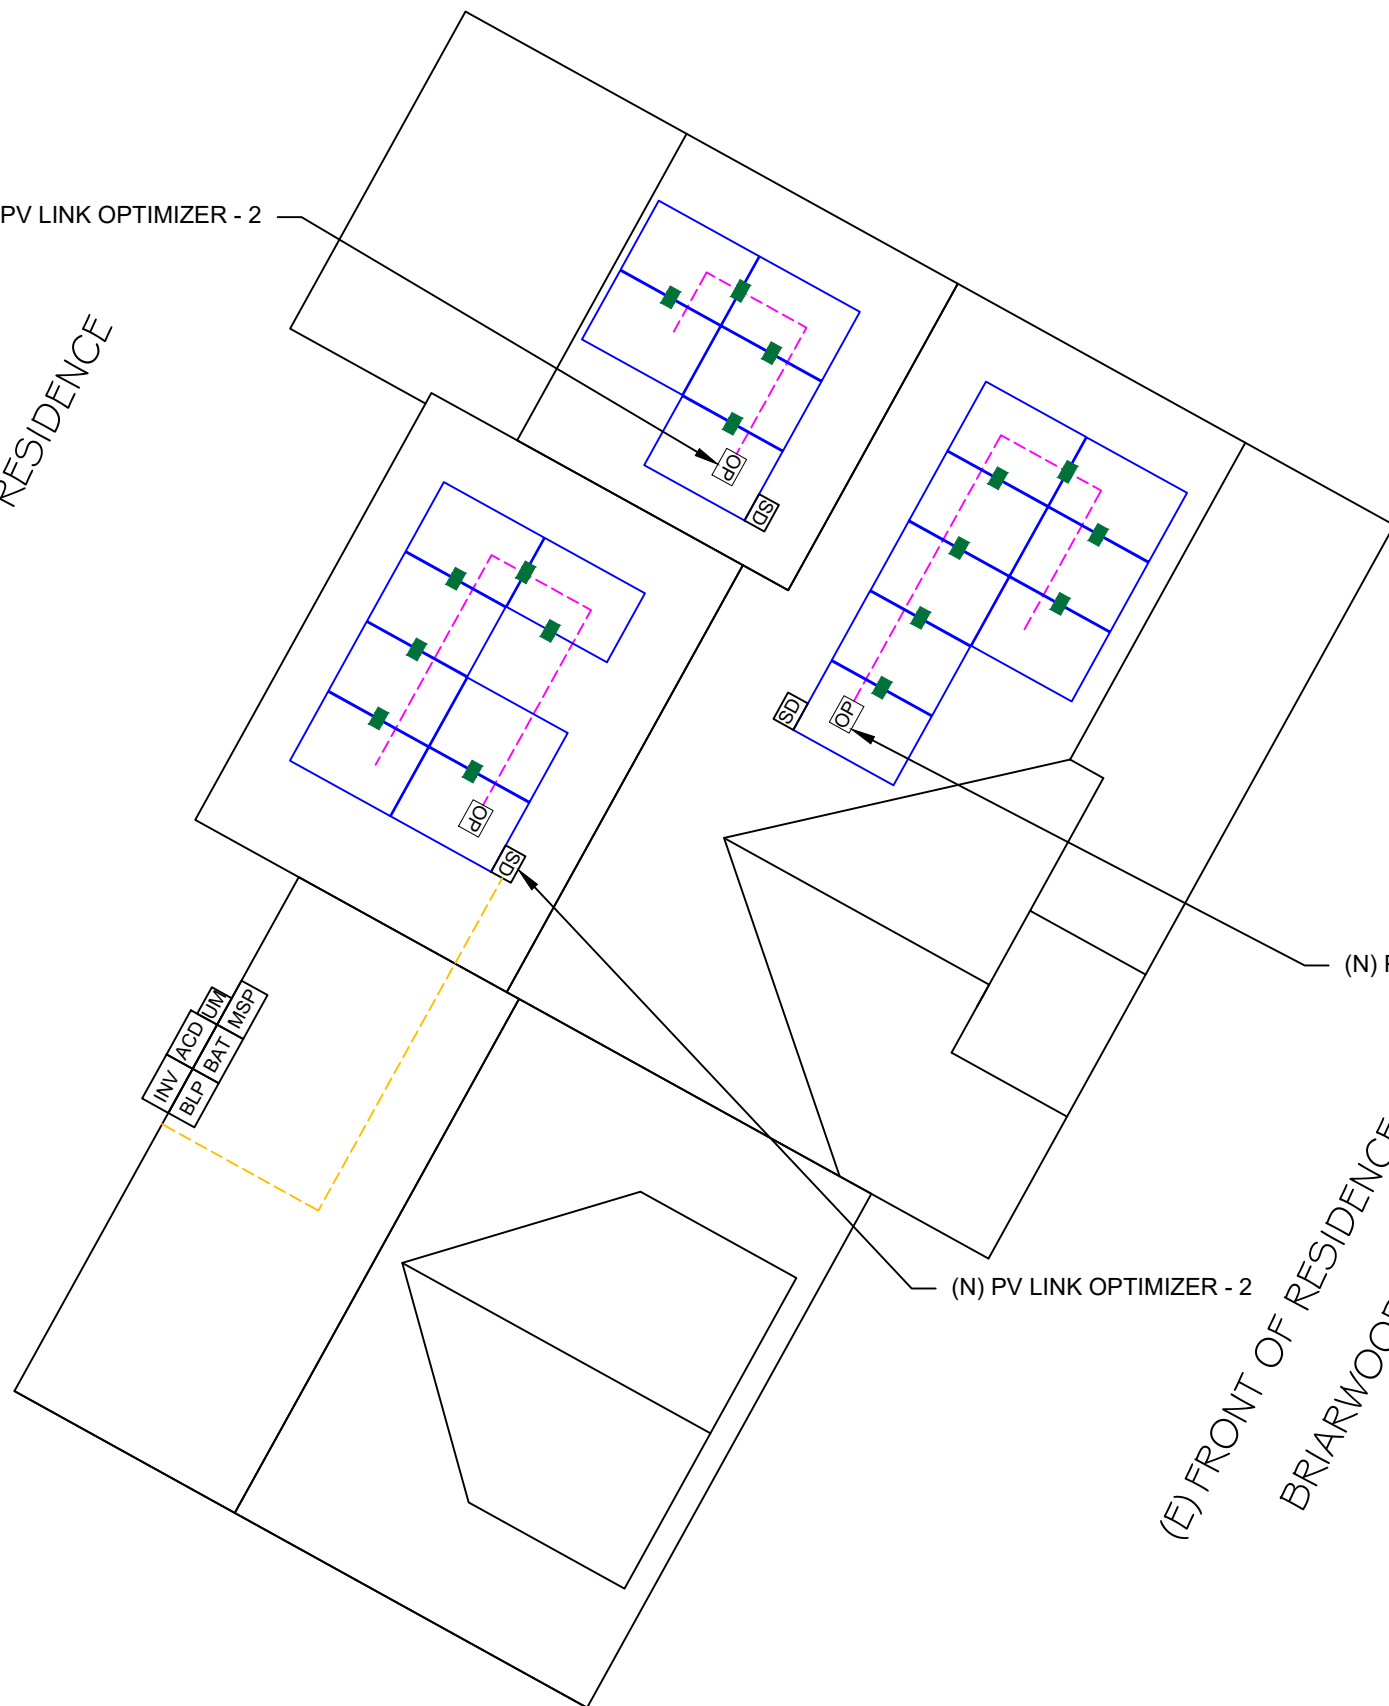 PV LINK OPTIMIZER - 2
RESIDENCE
OP
SD
OP
SD
OP
SD
(N)
UM
MSP
ACD
BAT
INV
BLP
(N) PV LINK OPTIMIZER - 2
(E) FRONT OF RESIDENCE